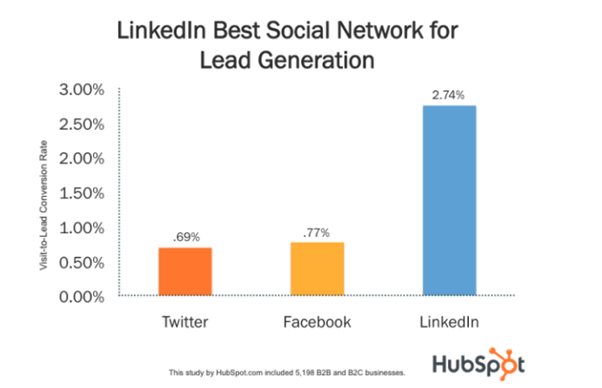 LinkedIn Best Social Network for
Lead Generation
Visit-to-Lead Conversion Rate
3.00%
2.50%
2.00%
1.50%
1.00%
0.50%
0.00%
.69%
.77%
2.74%
Twitter
Facebook
LinkedIn
This study by HubSpot.com included 5,198 B2B and B2C businesses.
HubSpot